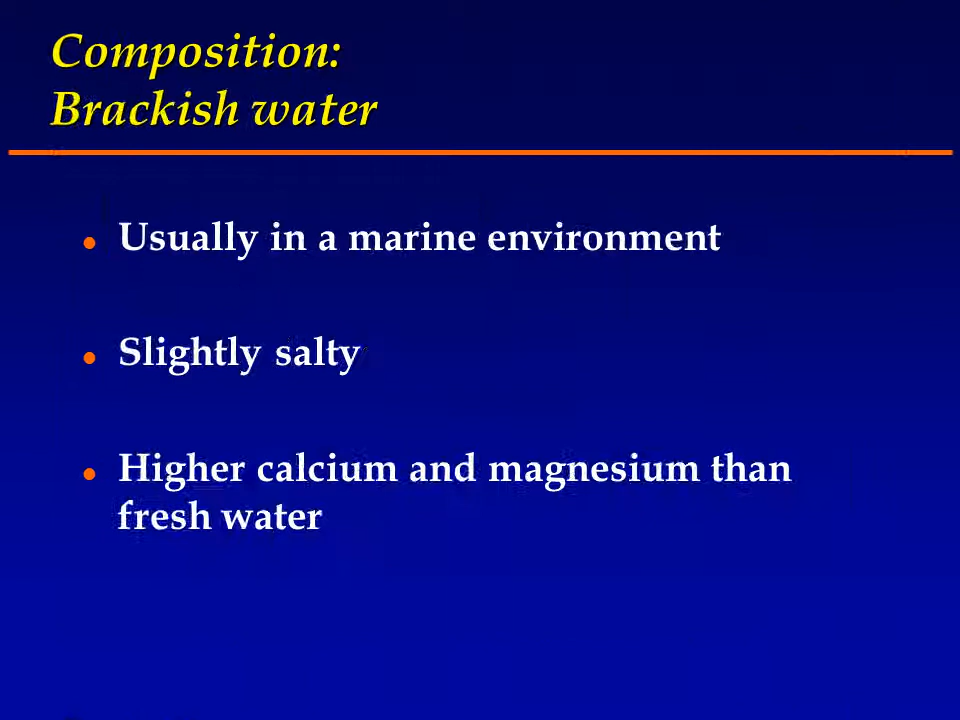 Composition:
Brackish water
Usually in a marine environment
Slightly salty
Higher calcium and magnesium than
fresh water